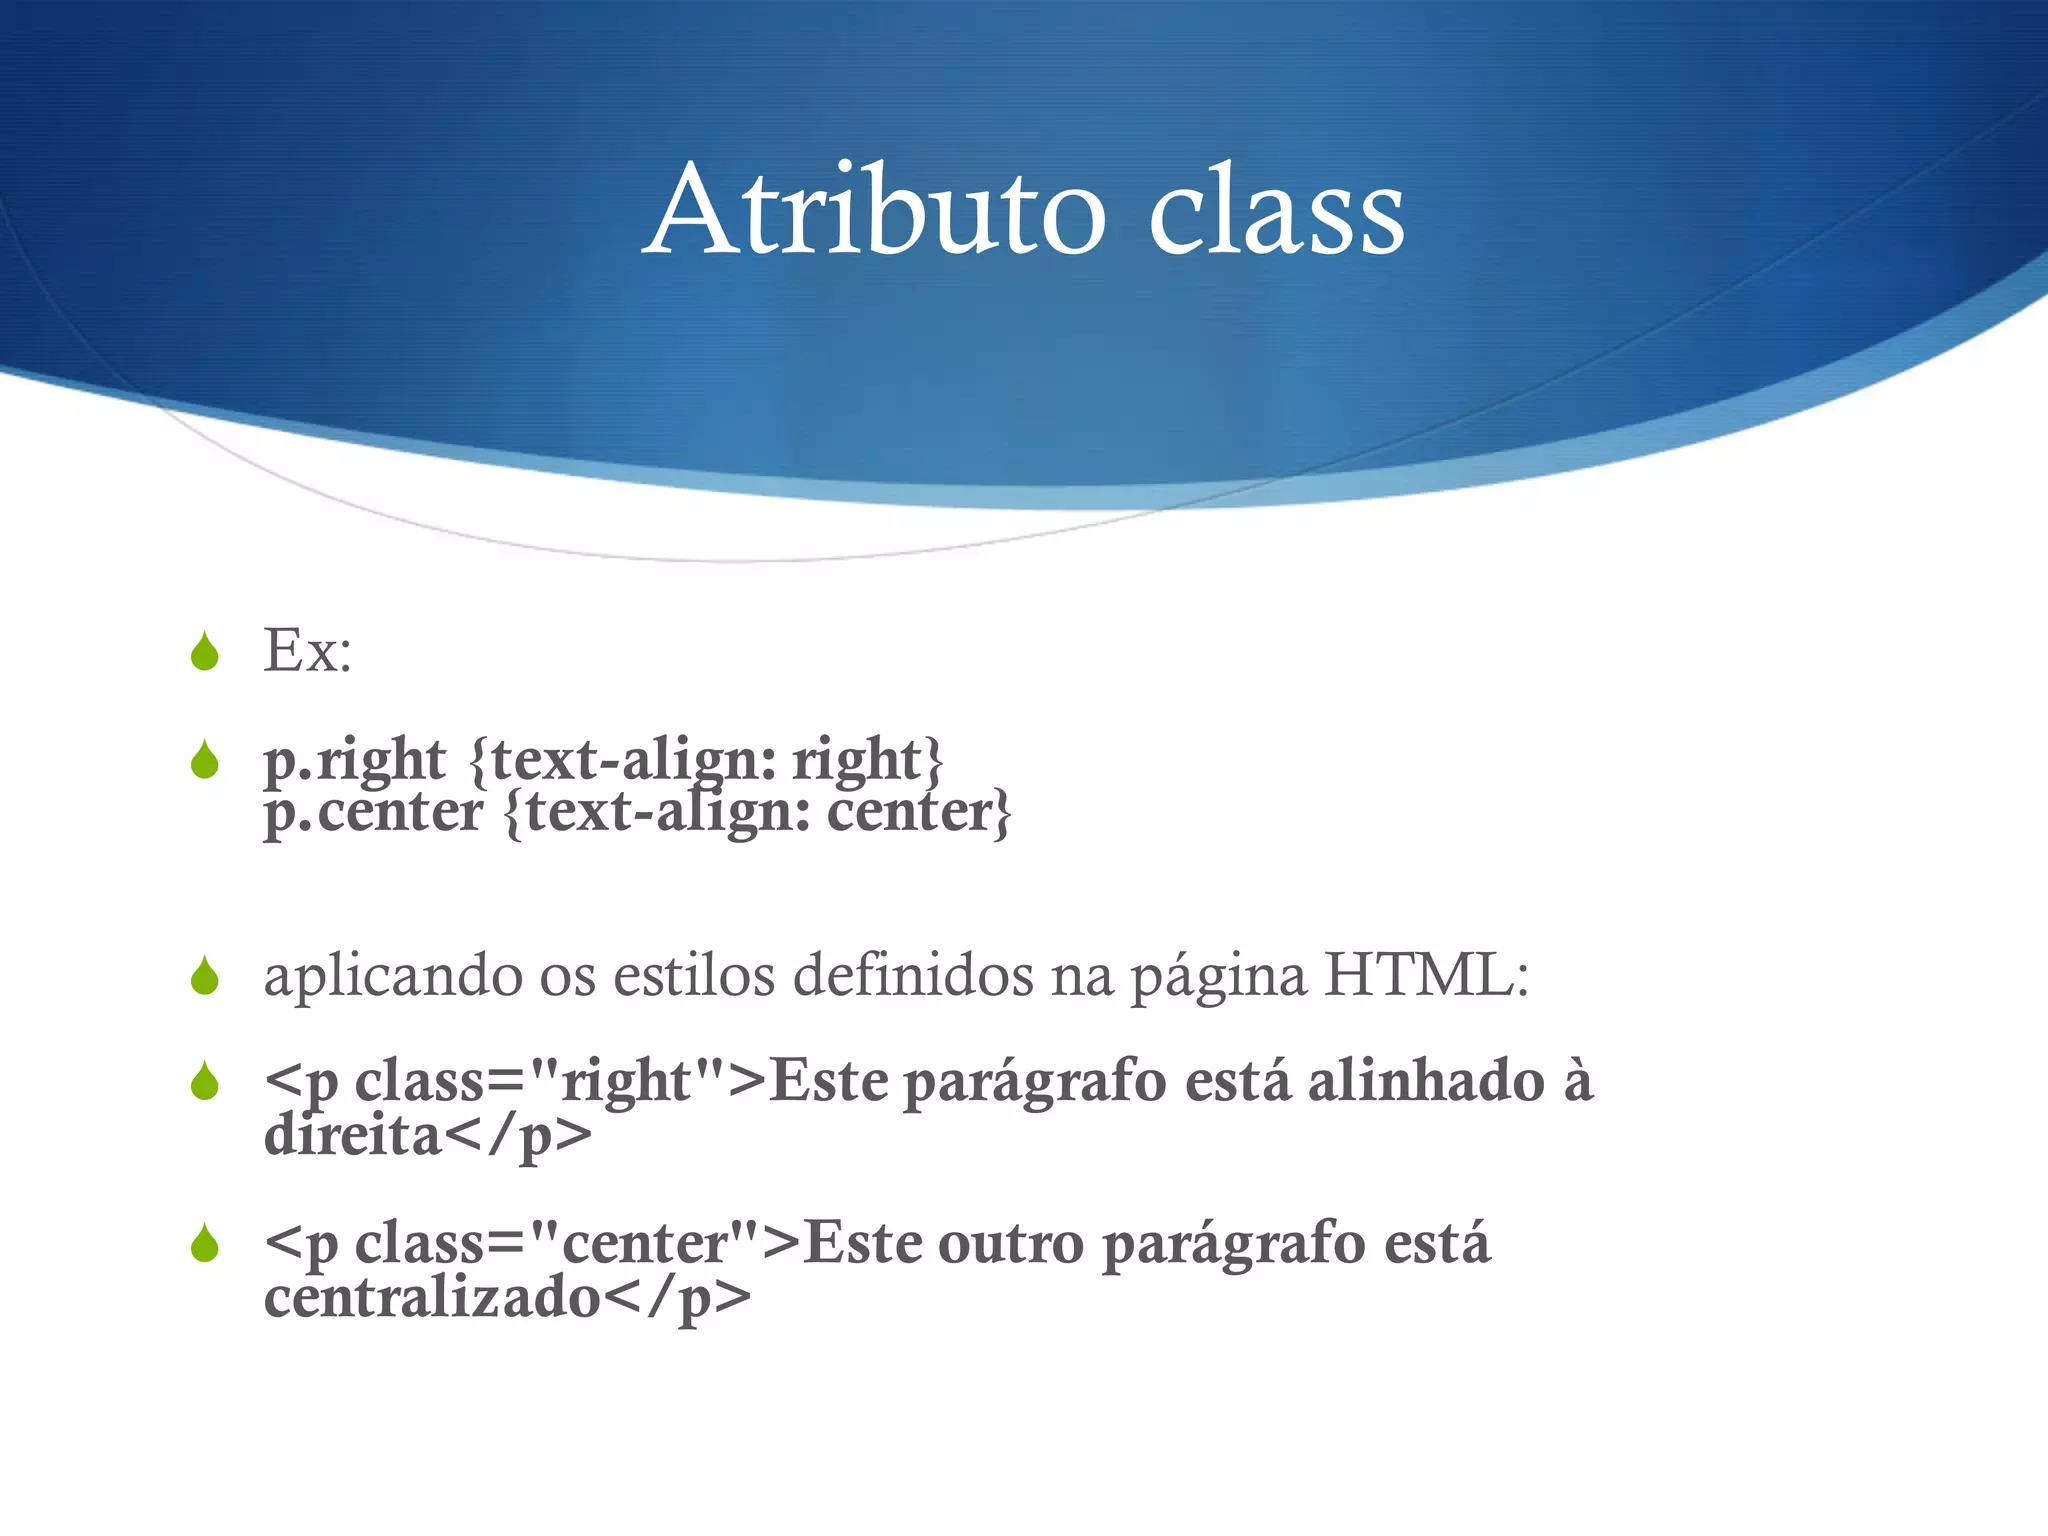 Atributo class
Ex:
p.right {text-align: right}
p.center {text-align: center}
aplicando os estilos definidos na página HTML:
<p class="right">Este parágrafo está alinhado à
direita</p>
<p class="center">Este outro parágrafo está
centralizado</p>